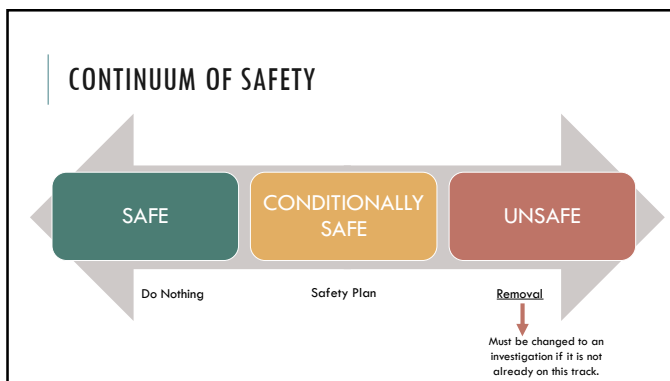 CONTINUUM OF SAFETY
SAFE
CONDITIONALLY
SAFE
UNSAFE
Do Nothing
Safety Plan
Removal
Must be changed to an
investigation if it is not
already on this track.